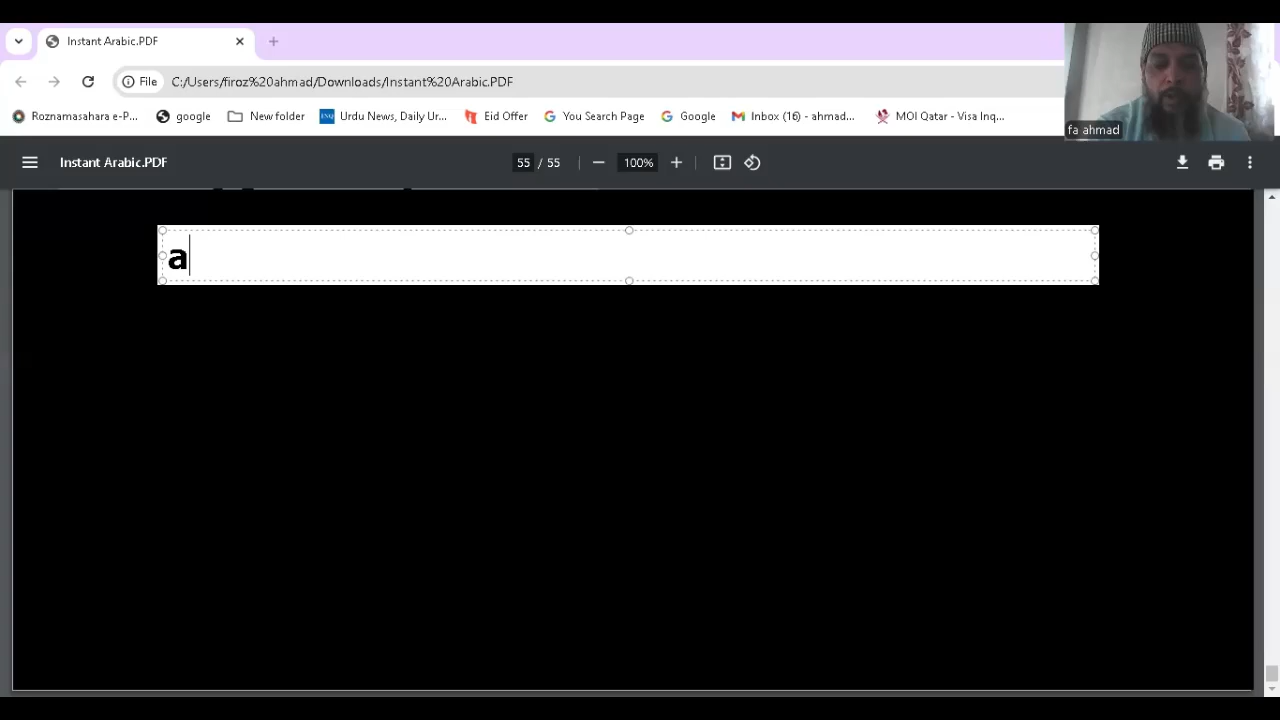 Instant Arabic.PDF
File C:/Users/firoz%20ahmad/Downloads/Instant%20Arabic.PDF
Roznamasahara e-P... google New folder Urdu News, Daily Ur... Eid Offer You Search Page Google Inbox (16) - ahmad... MOI Qatar - Visa Inq...
fa ahmad
Instant Arabic.PDF 55 / 55 100%
a